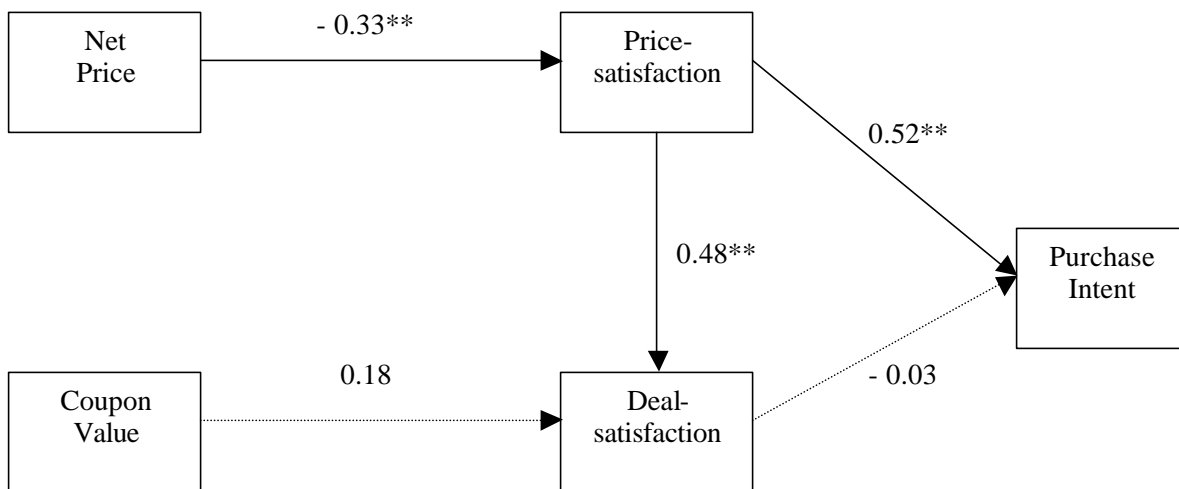 Net
Price
- 0.33**
Price-
satisfaction
0.52**
0.48**
Purchase
Intent
Coupon
Value
0.18
Deal-
satisfaction
- 0.03